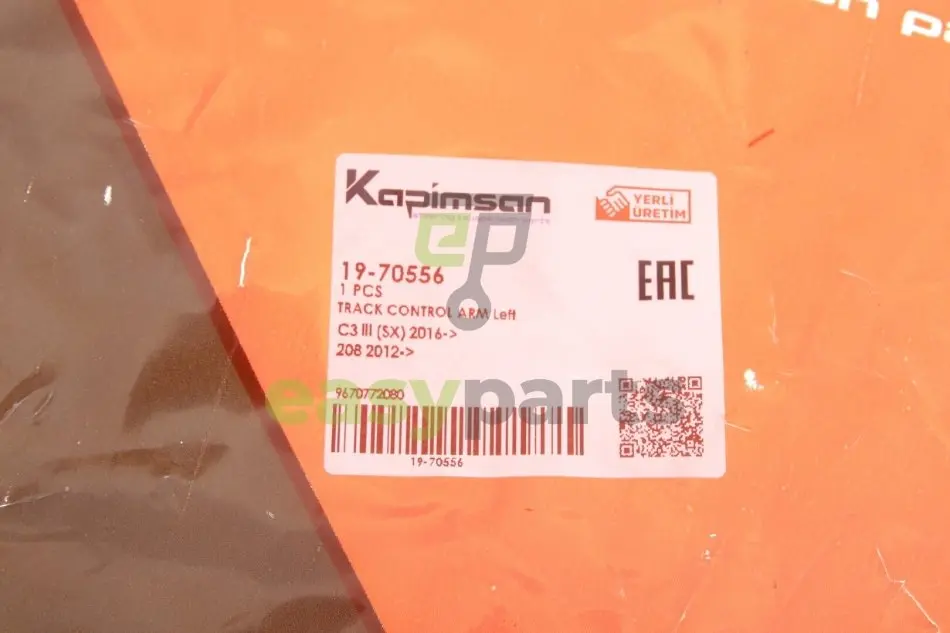 Kapimsan
YERLİ
ÜRETİM
19-70556
1 PCS
EAC
TRACK CONTROL ARM Left
C3 III (SX) 2016->
208 2012->
9670772080
easyparts
19-70556